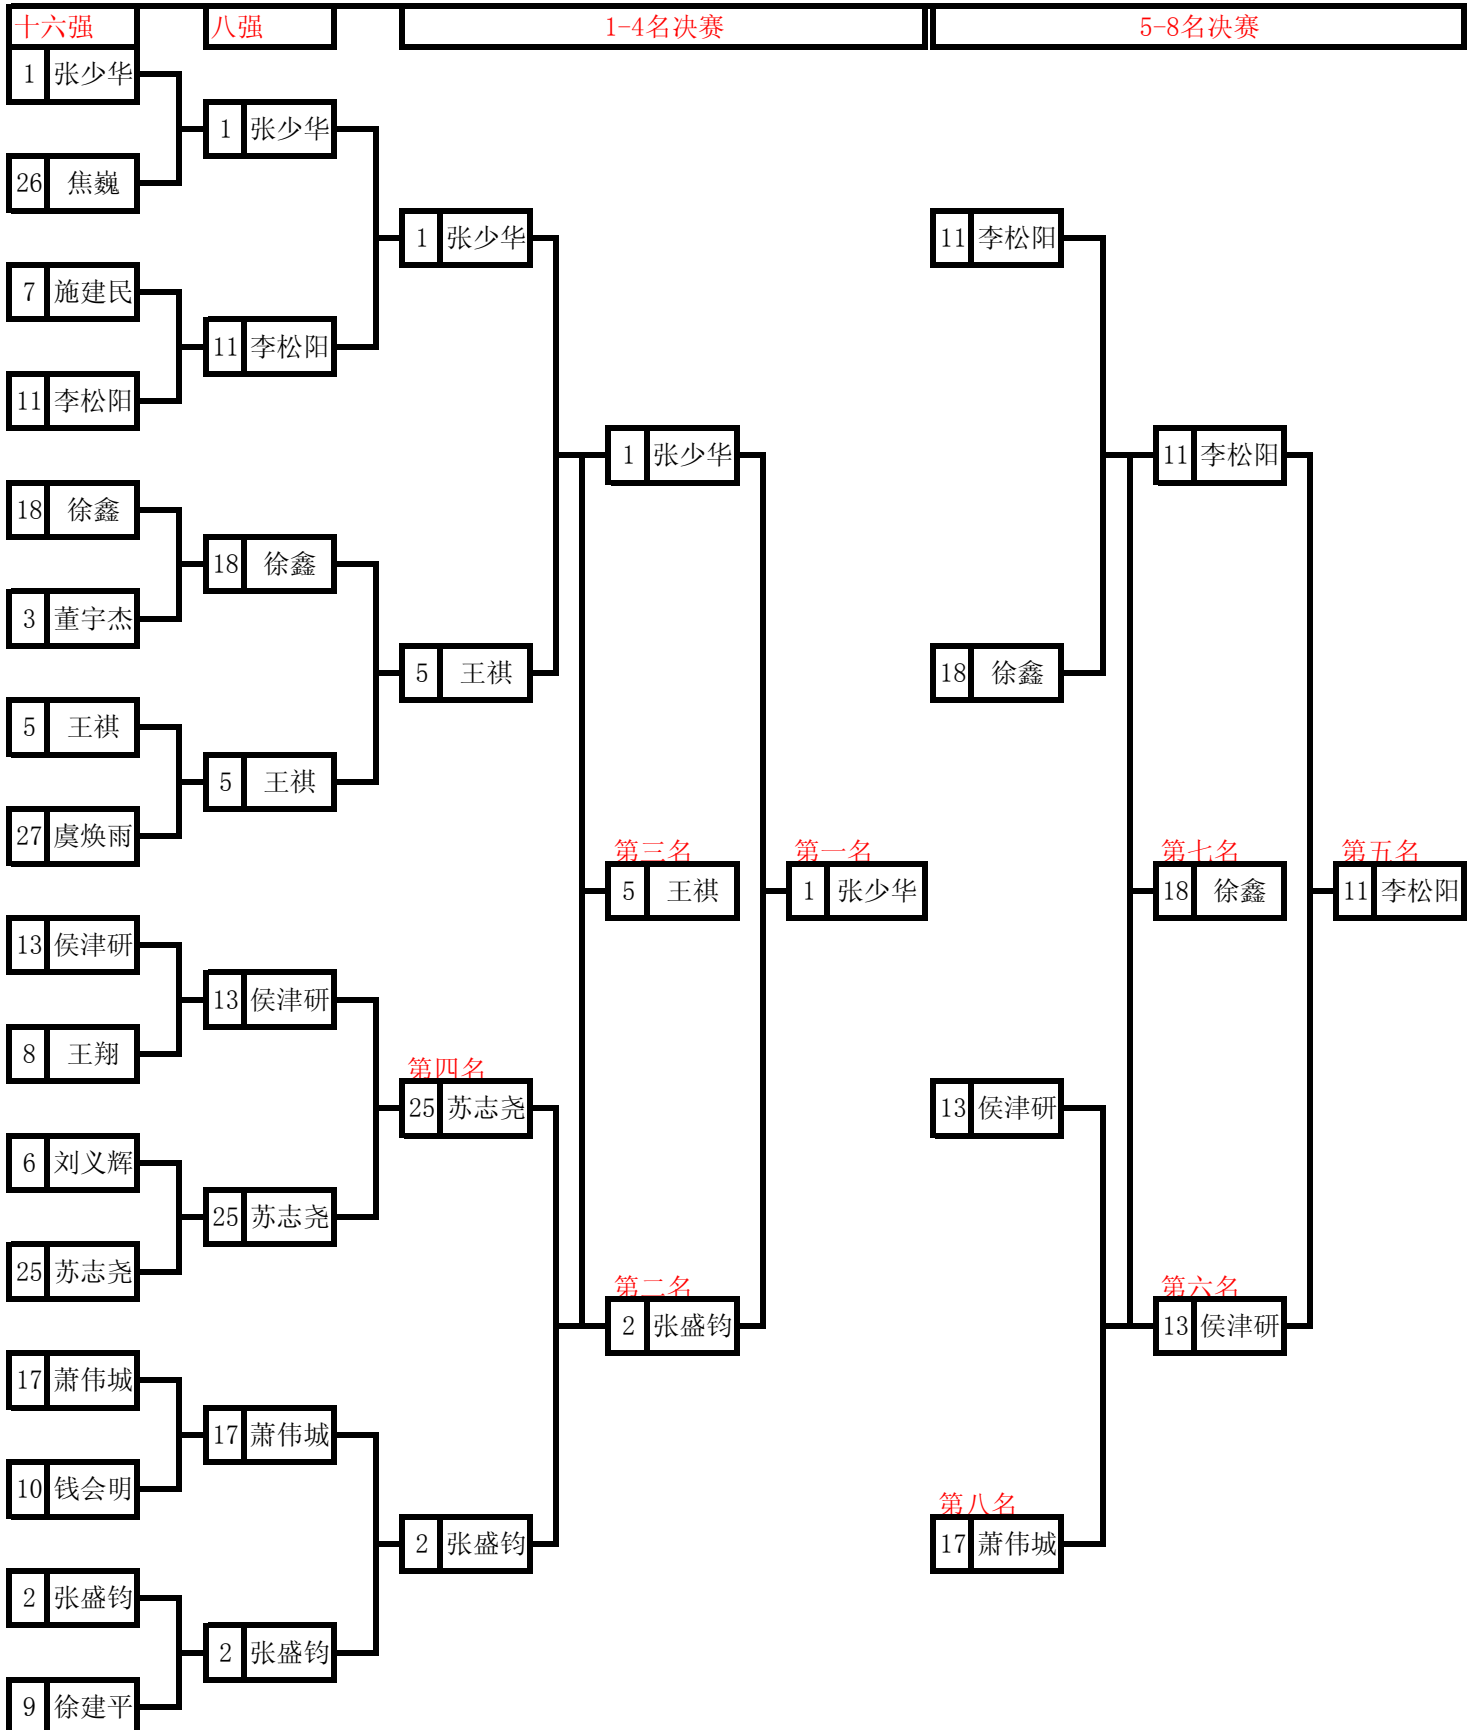 十六强
八强
1-4名决赛
5-8名决赛
1 张少华
1 张少华
26 焦巍
1 张少华
11 李松阳
7 施建民
11 李松阳
11 李松阳
1 张少华
11 李松阳
18 徐鑫
18 徐鑫
3 董宇杰
5 王祺
18 徐鑫
5 王祺
5 王祺
27 虞焕雨
第三名
第一名
第七名
第五名
5 王祺
1 张少华
18 徐鑫
11 李松阳
13 侯津研
13 侯津研
8 王翔
第四名
25 苏志尧
13 侯津研
6 刘义辉
25 苏志尧
25 苏志尧
第二名
第六名
2 张盛钧
13 侯津研
17 萧伟城
17 萧伟城
10 钱会明
第八名
2 张盛钧
17 萧伟城
2 张盛钧
2 张盛钧
9 徐建平